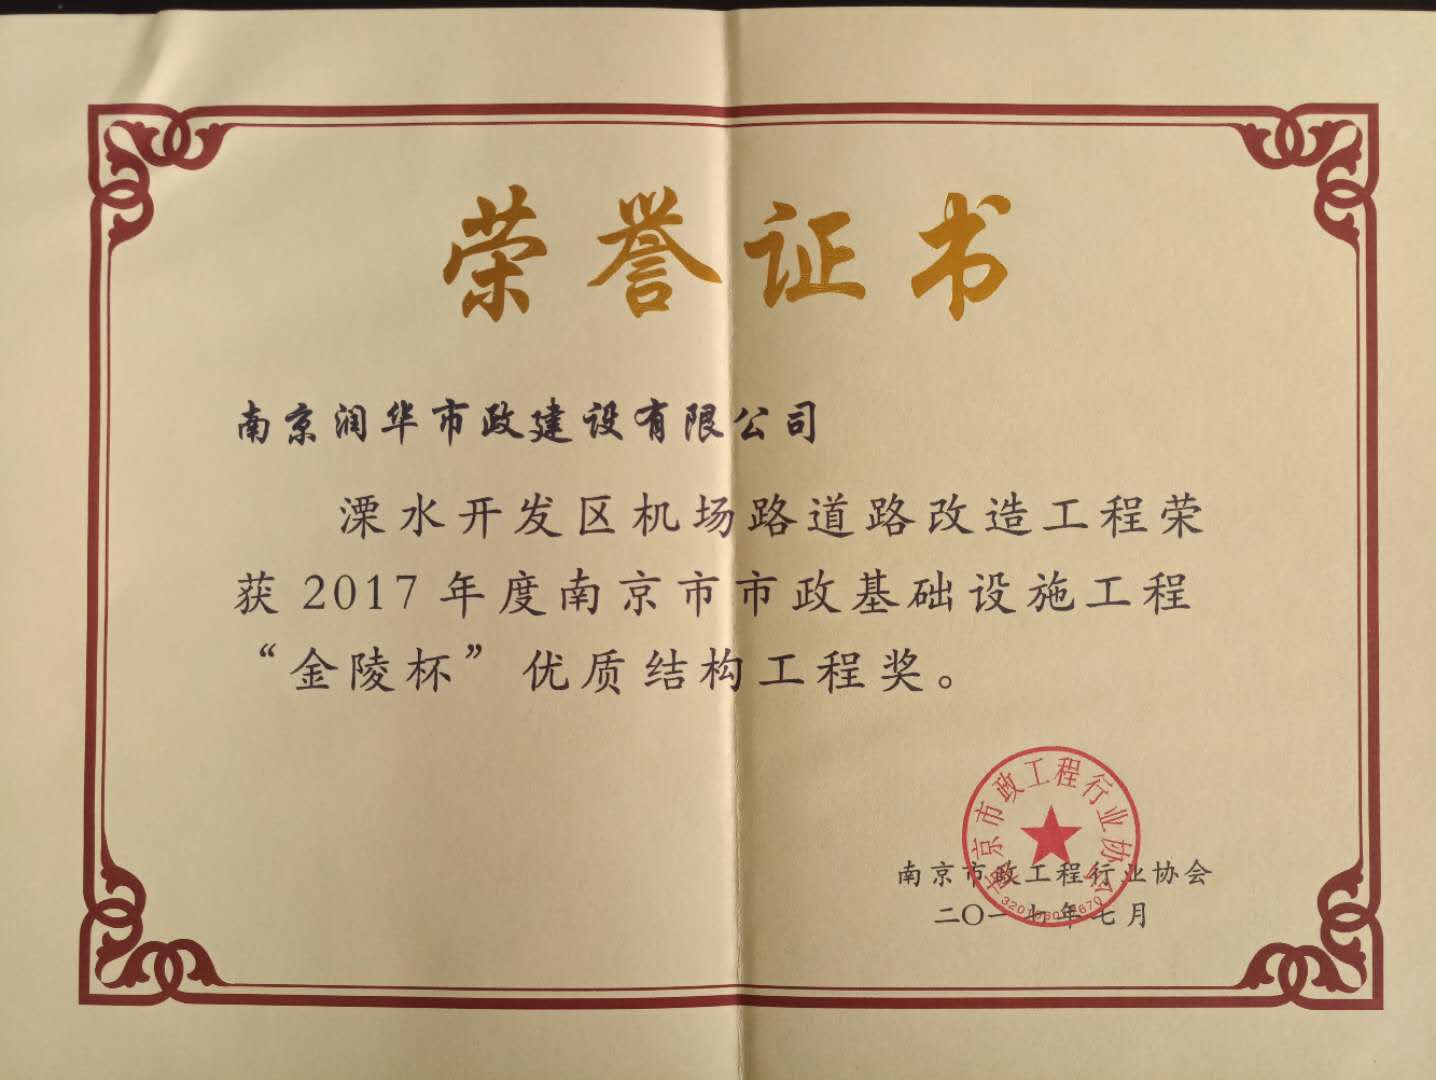 荣誉证书
南京润华市政建设有限公司
溧水开发区机场路道路改造工程荣
获 2017 年度南京市市政基础设施工程
“金陵杯”优质结构工程奖。
南京市政工程行业协会
南京市政工程行业协会
二〇一七年七月